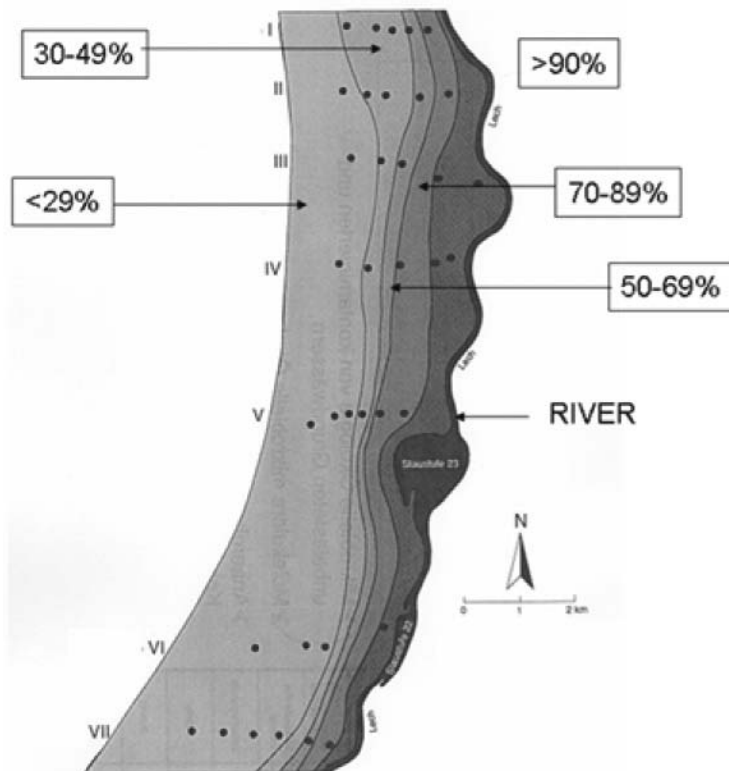 I
30-49%
>90%
II
Lech
III
<29%
70-89%
IV
50-69%
Lech
V
RIVER
Staustufe 23
N
0 1 2 km
VI
Staustufe 22
VII
Lech